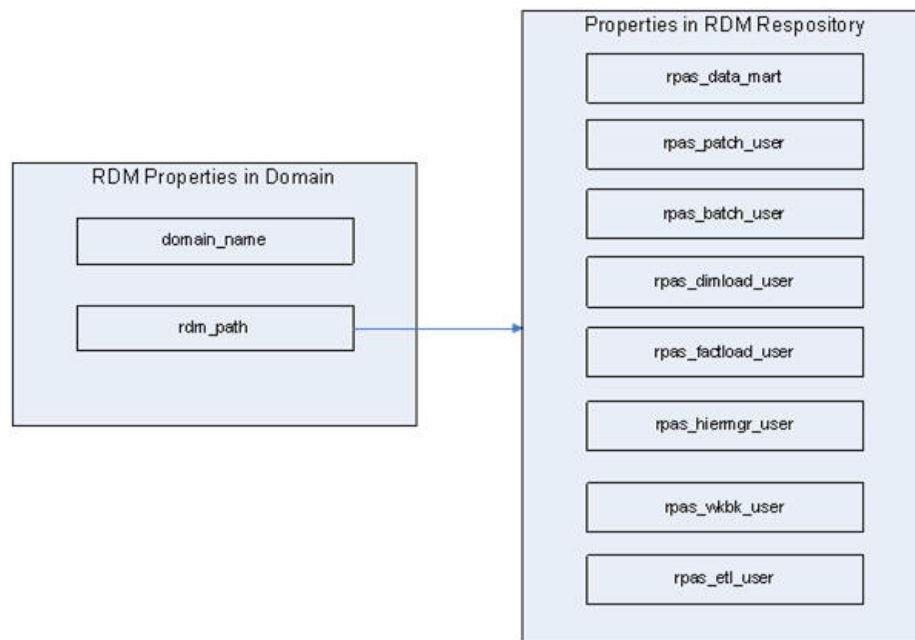 RDM Properties in Domain
domain_name
rdm_path
Properties in RDM Respository
rpas_data_mart
rpas_patch_user
rpas_batch_user
rpas_dimload_user
rpas_factload_user
rpas_hiermgr_user
rpas_wkbk_user
rpas_etl_user